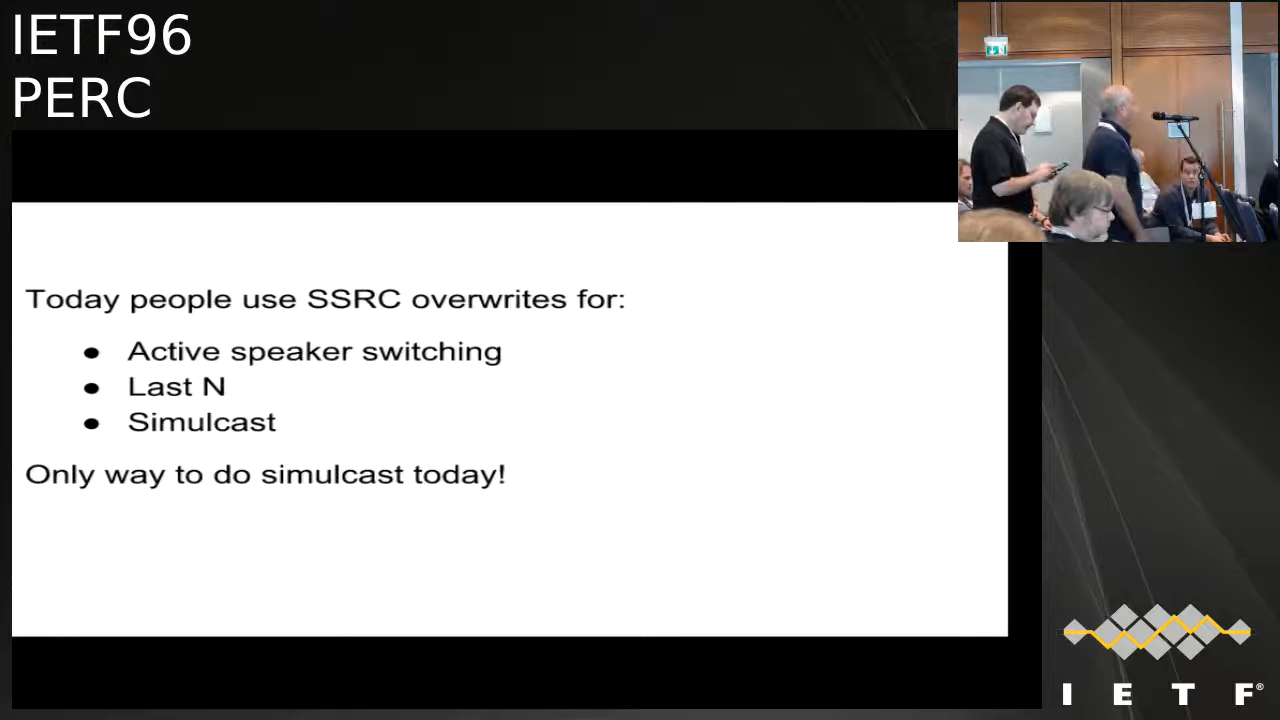 IETF96
PERC
Today people use SSRC overwrites for:
● Active speaker switching
● Last N
● Simulcast
Only way to do simulcast today!
I E T F®